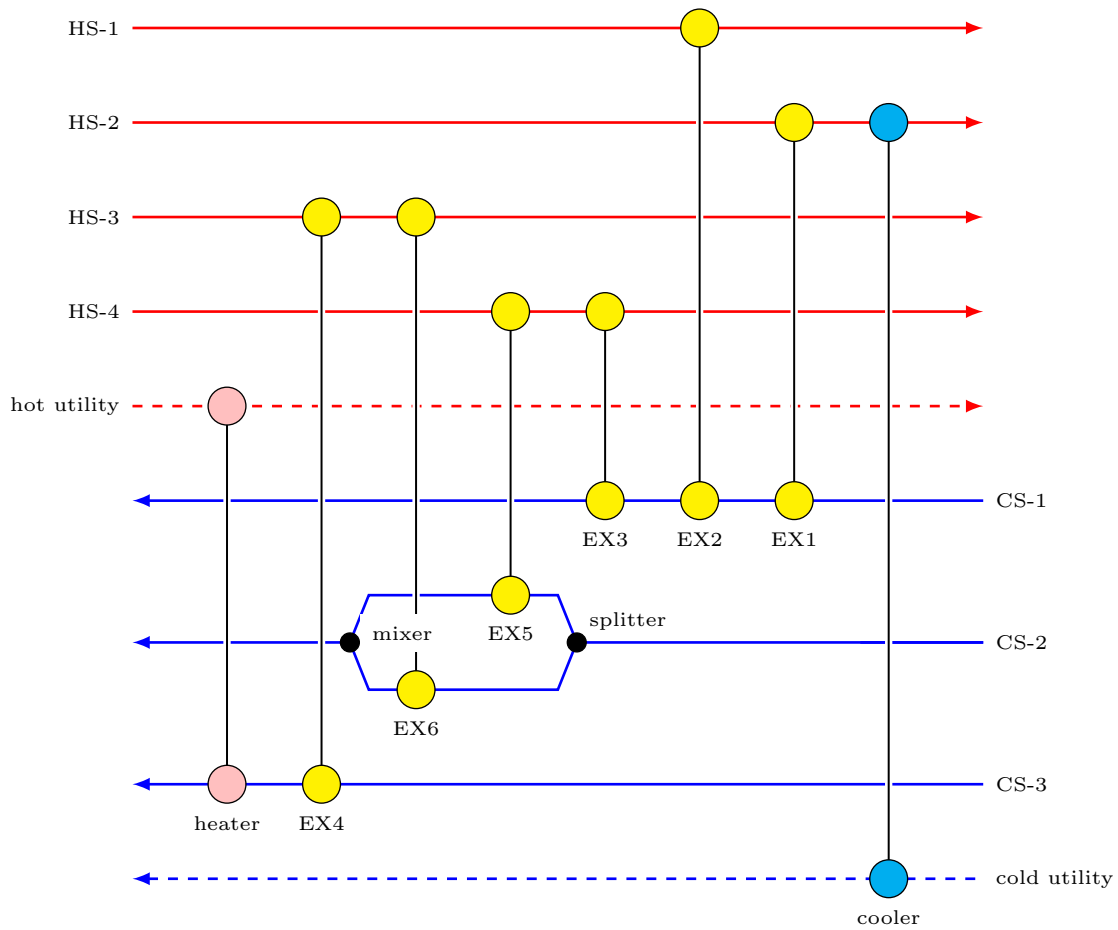 HS-1
HS-2
HS-3
HS-4
hot utility
CS-1
EX3 EX2 EX1
splitter
mixer EX5
CS-2
EX6
CS-3
heater EX4
cold utility
cooler